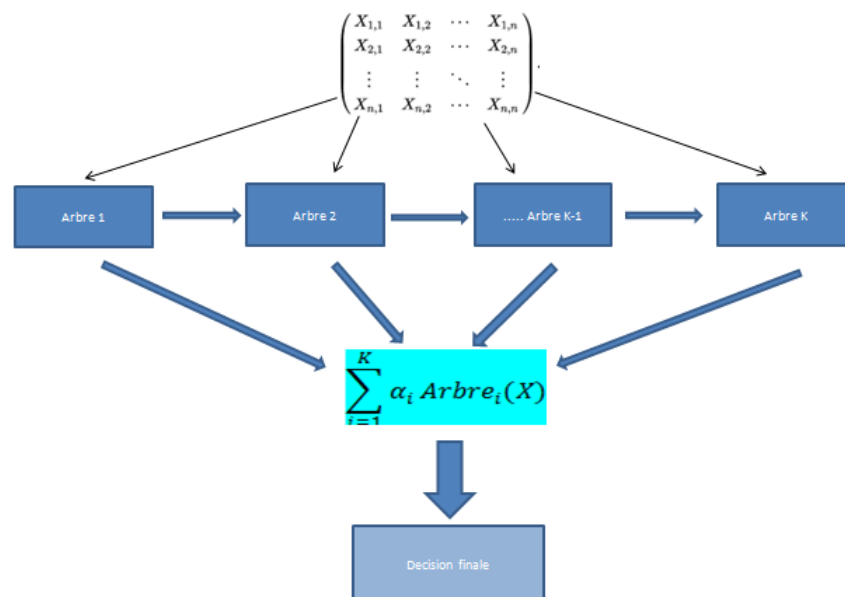 X1,1 X1,2 ⋯ X1,n
X2,1 X2,2 ⋯ X2,n
⋮ ⋮ ⋱ ⋮
Xn,1 Xn,2 ⋯ Xn,n
.
Arbre 1
Arbre 2
..... Arbre K-1
Arbre K
K
∑ αi Arbrei(X)
i=1
Decision finale